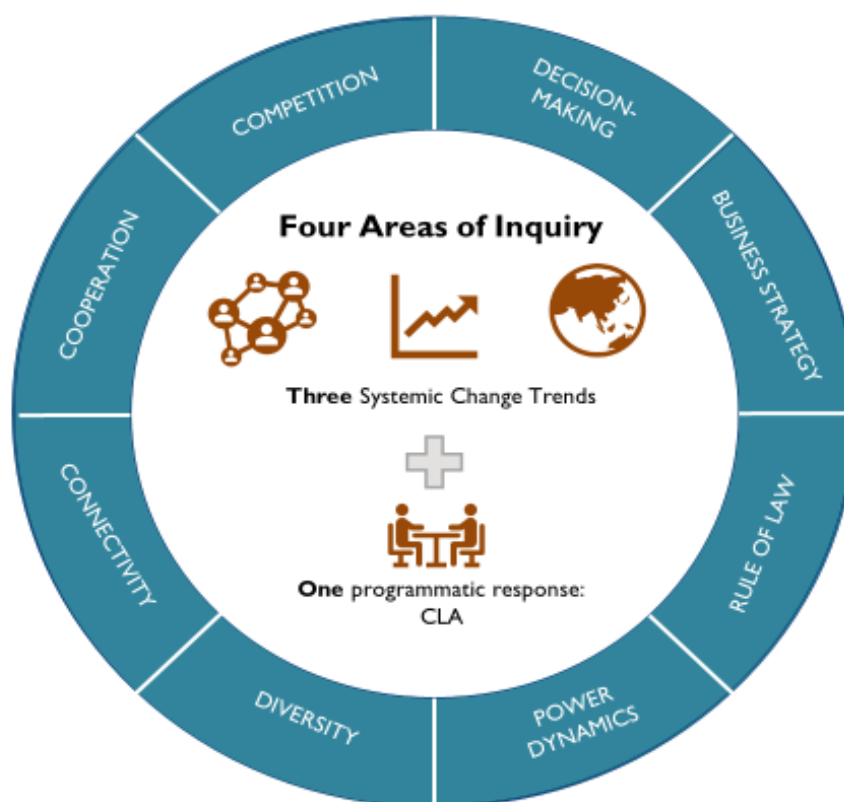 COMPETITION
DECISION-
MAKING
BUSINESS STRATEGY
RULE OF LAW
POWER
DYNAMICS
DIVERSITY
CONNECTIVITY
COOPERATION
Four Areas of Inquiry
Three Systemic Change Trends
One programmatic response:
CLA